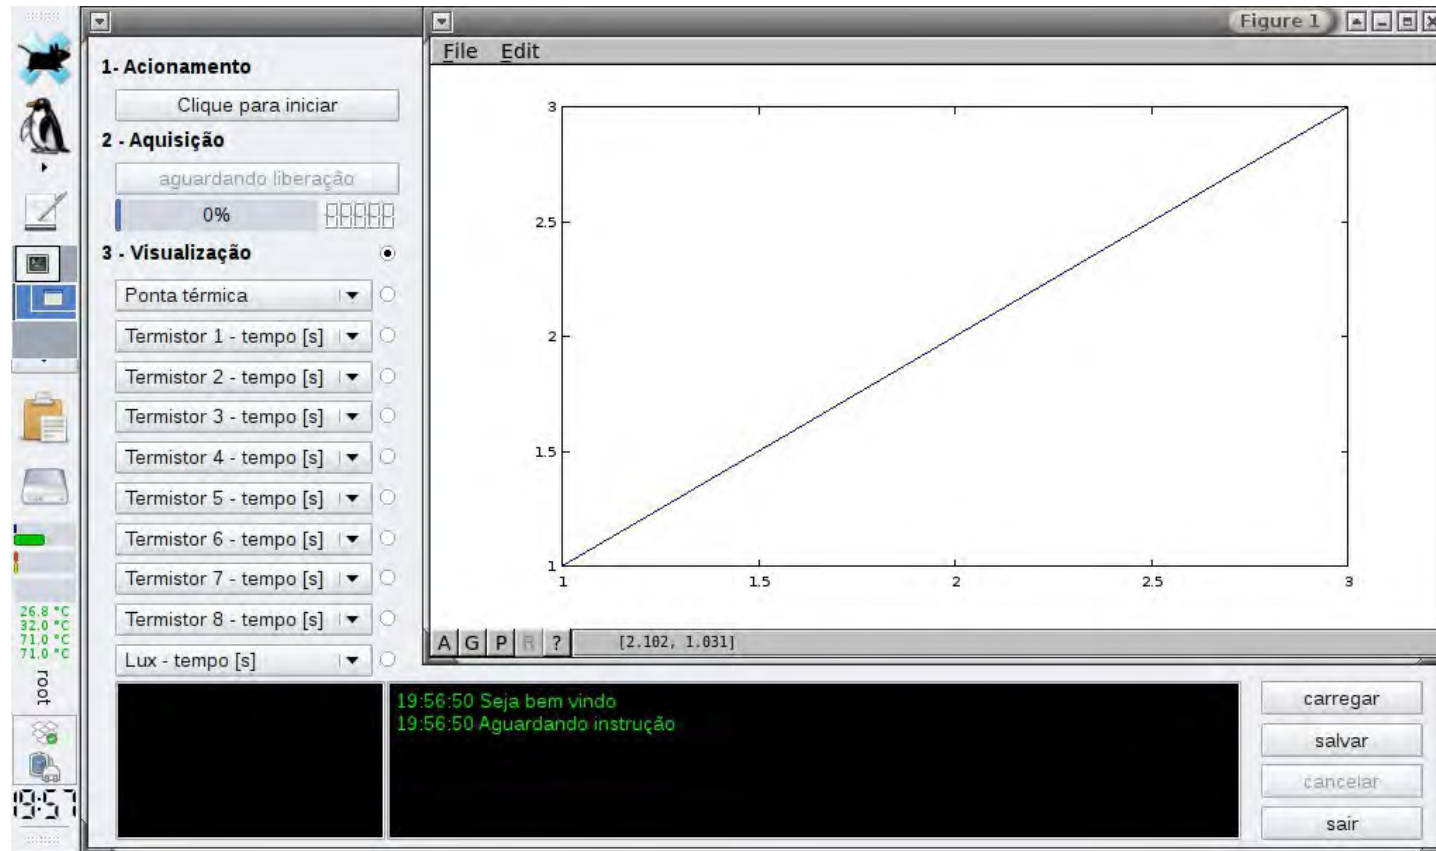 Figure 1
File Edit
1- Acionamento
Clique para iniciar
2 - Aquisição
aguardando liberação
0%
88888
3 - Visualização
Ponta térmica
Termistor 1 - tempo [s]
Termistor 2 - tempo [s]
Termistor 3 - tempo [s]
Termistor 4 - tempo [s]
Termistor 5 - tempo [s]
Termistor 6 - tempo [s]
Termistor 7 - tempo [s]
Termistor 8 - tempo [s]
Lux - tempo [s]
3
2.5
2
1.5
1
1 1.5 2 2.5 3
A G P R ? [2.102, 1.031]
19:56:50 Seja bem vindo
19:56:50 Aguardando instrução
carregar
salvar
cancelar
sair
26.8 °C
32.0 °C
71.0 °C
71.0 °C
root
19:57